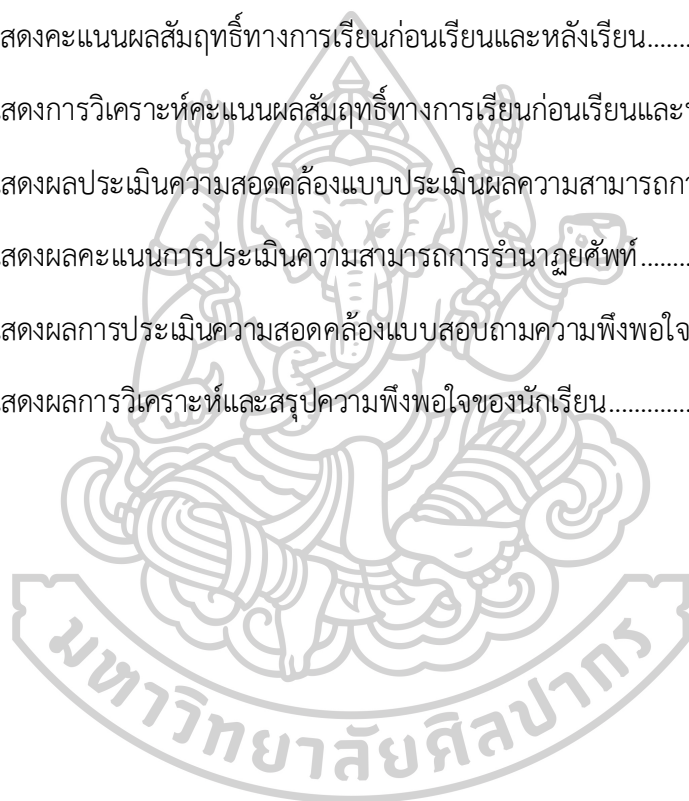 สดงคะแนนผลสัมฤทธิ์ทางการเรียนก่อนเรียนและหลังเรียน.......
สดงการวิเคราะห์คะแนนผลสัมฤทธิ์ทางการเรียนก่อนเรียนและ
สดงผลประเมินความสอดคล้องแบบประเมินผลความสามารถกา
สดงผลคะแนนการประเมินความสามารถการรำนาฏยศัพท์........
สดงผลการประเมินความสอดคล้องแบบสอบถามความพึงพอใจ
สดงผลการวิเคราะห์และสรุปความพึงพอใจของนักเรียน.............
มหาวิทยาลัยศิลปากร